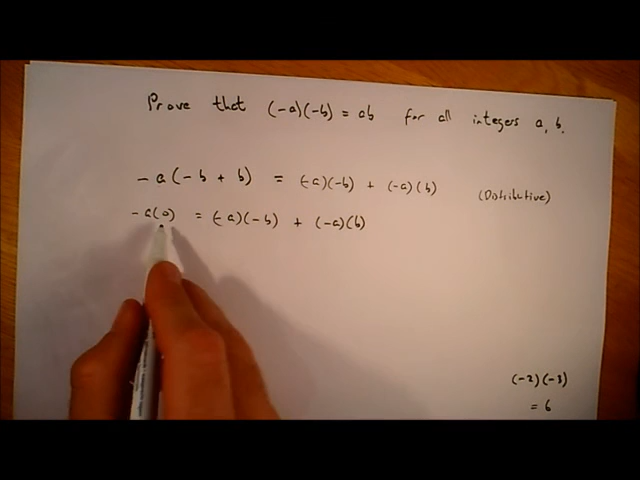 Prove that (-a)(-b) = ab for all integers a, b.
-a(-b + b) = (-a)(-b) + (-a)(b) (Distributive)
-a(0) = (-a)(-b) + (-a)(b)
(-2)(-3)
= 6